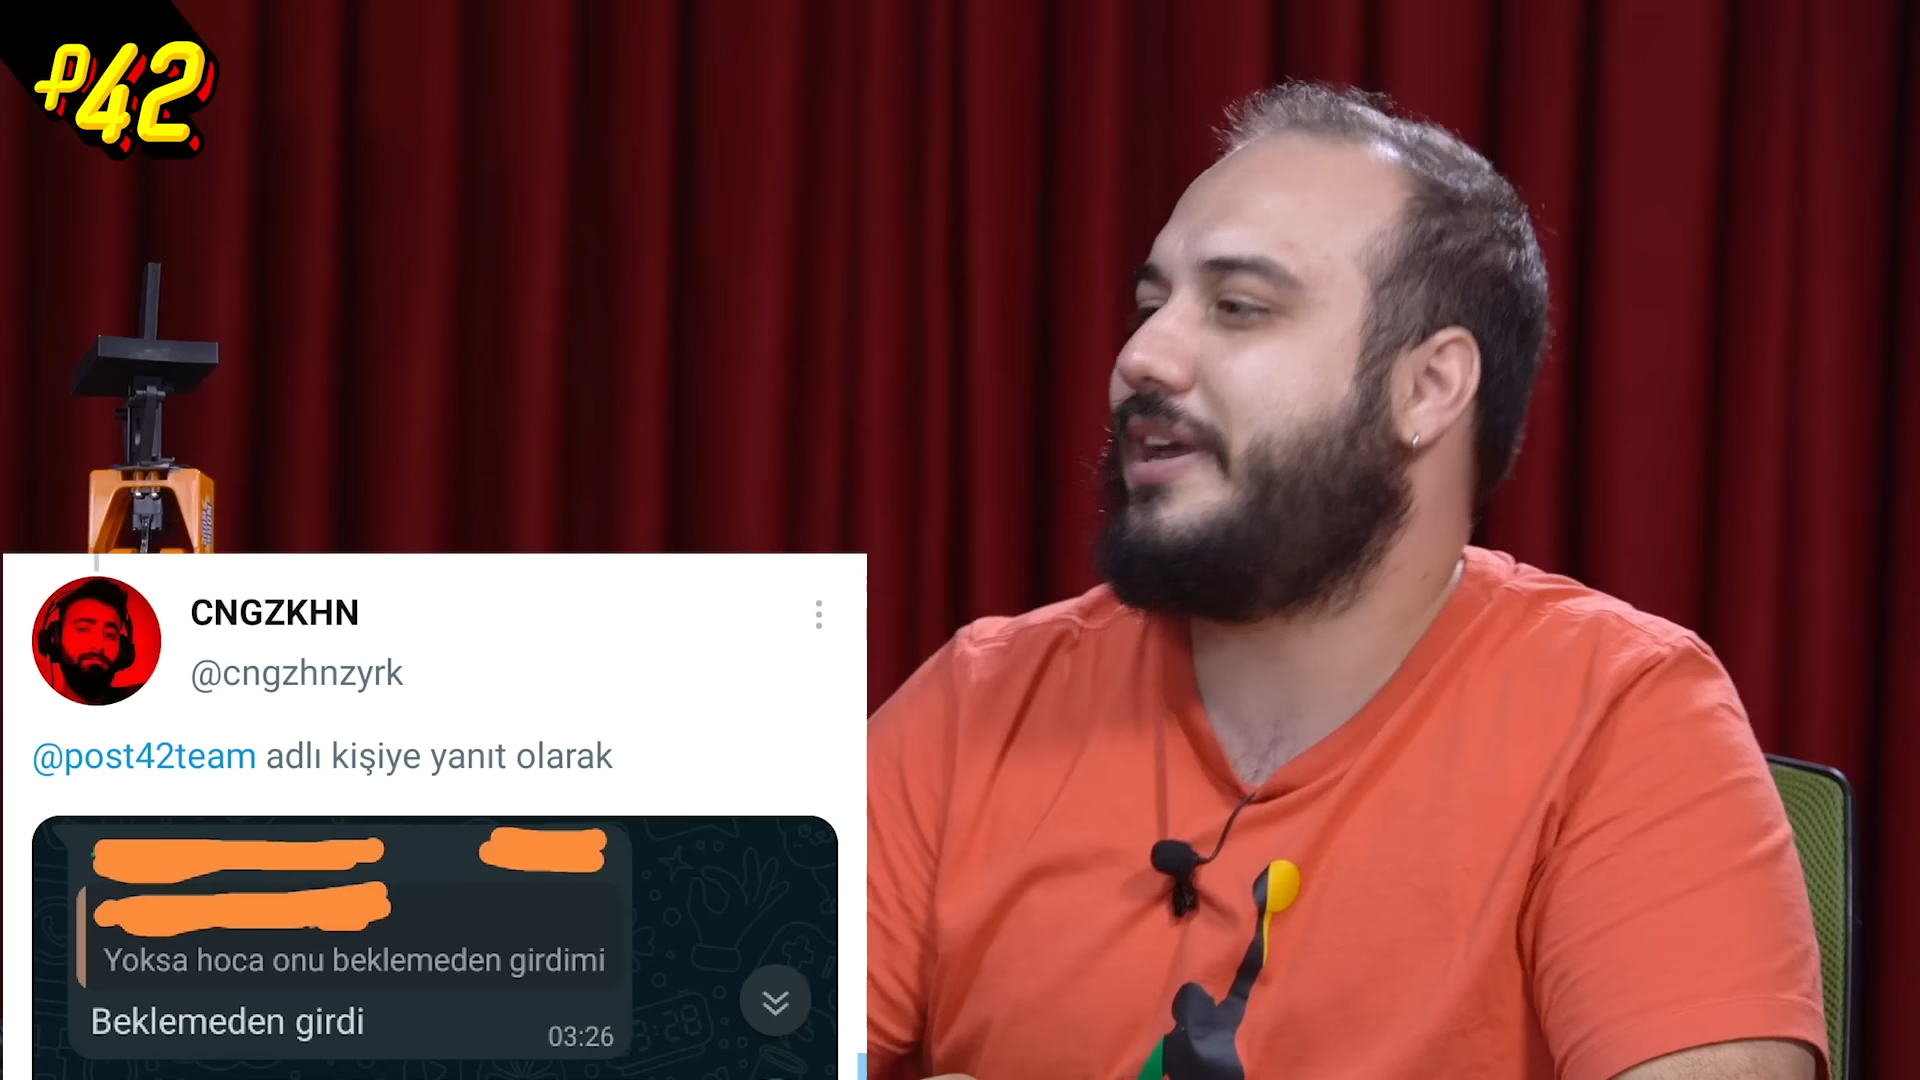 P42
CNGZKHN
@cngzhnzyrk
@post42team adlı kişiye yanıt olarak
Yoksa hoca onu beklemeden girdimi
Beklemeden girdi
03:26